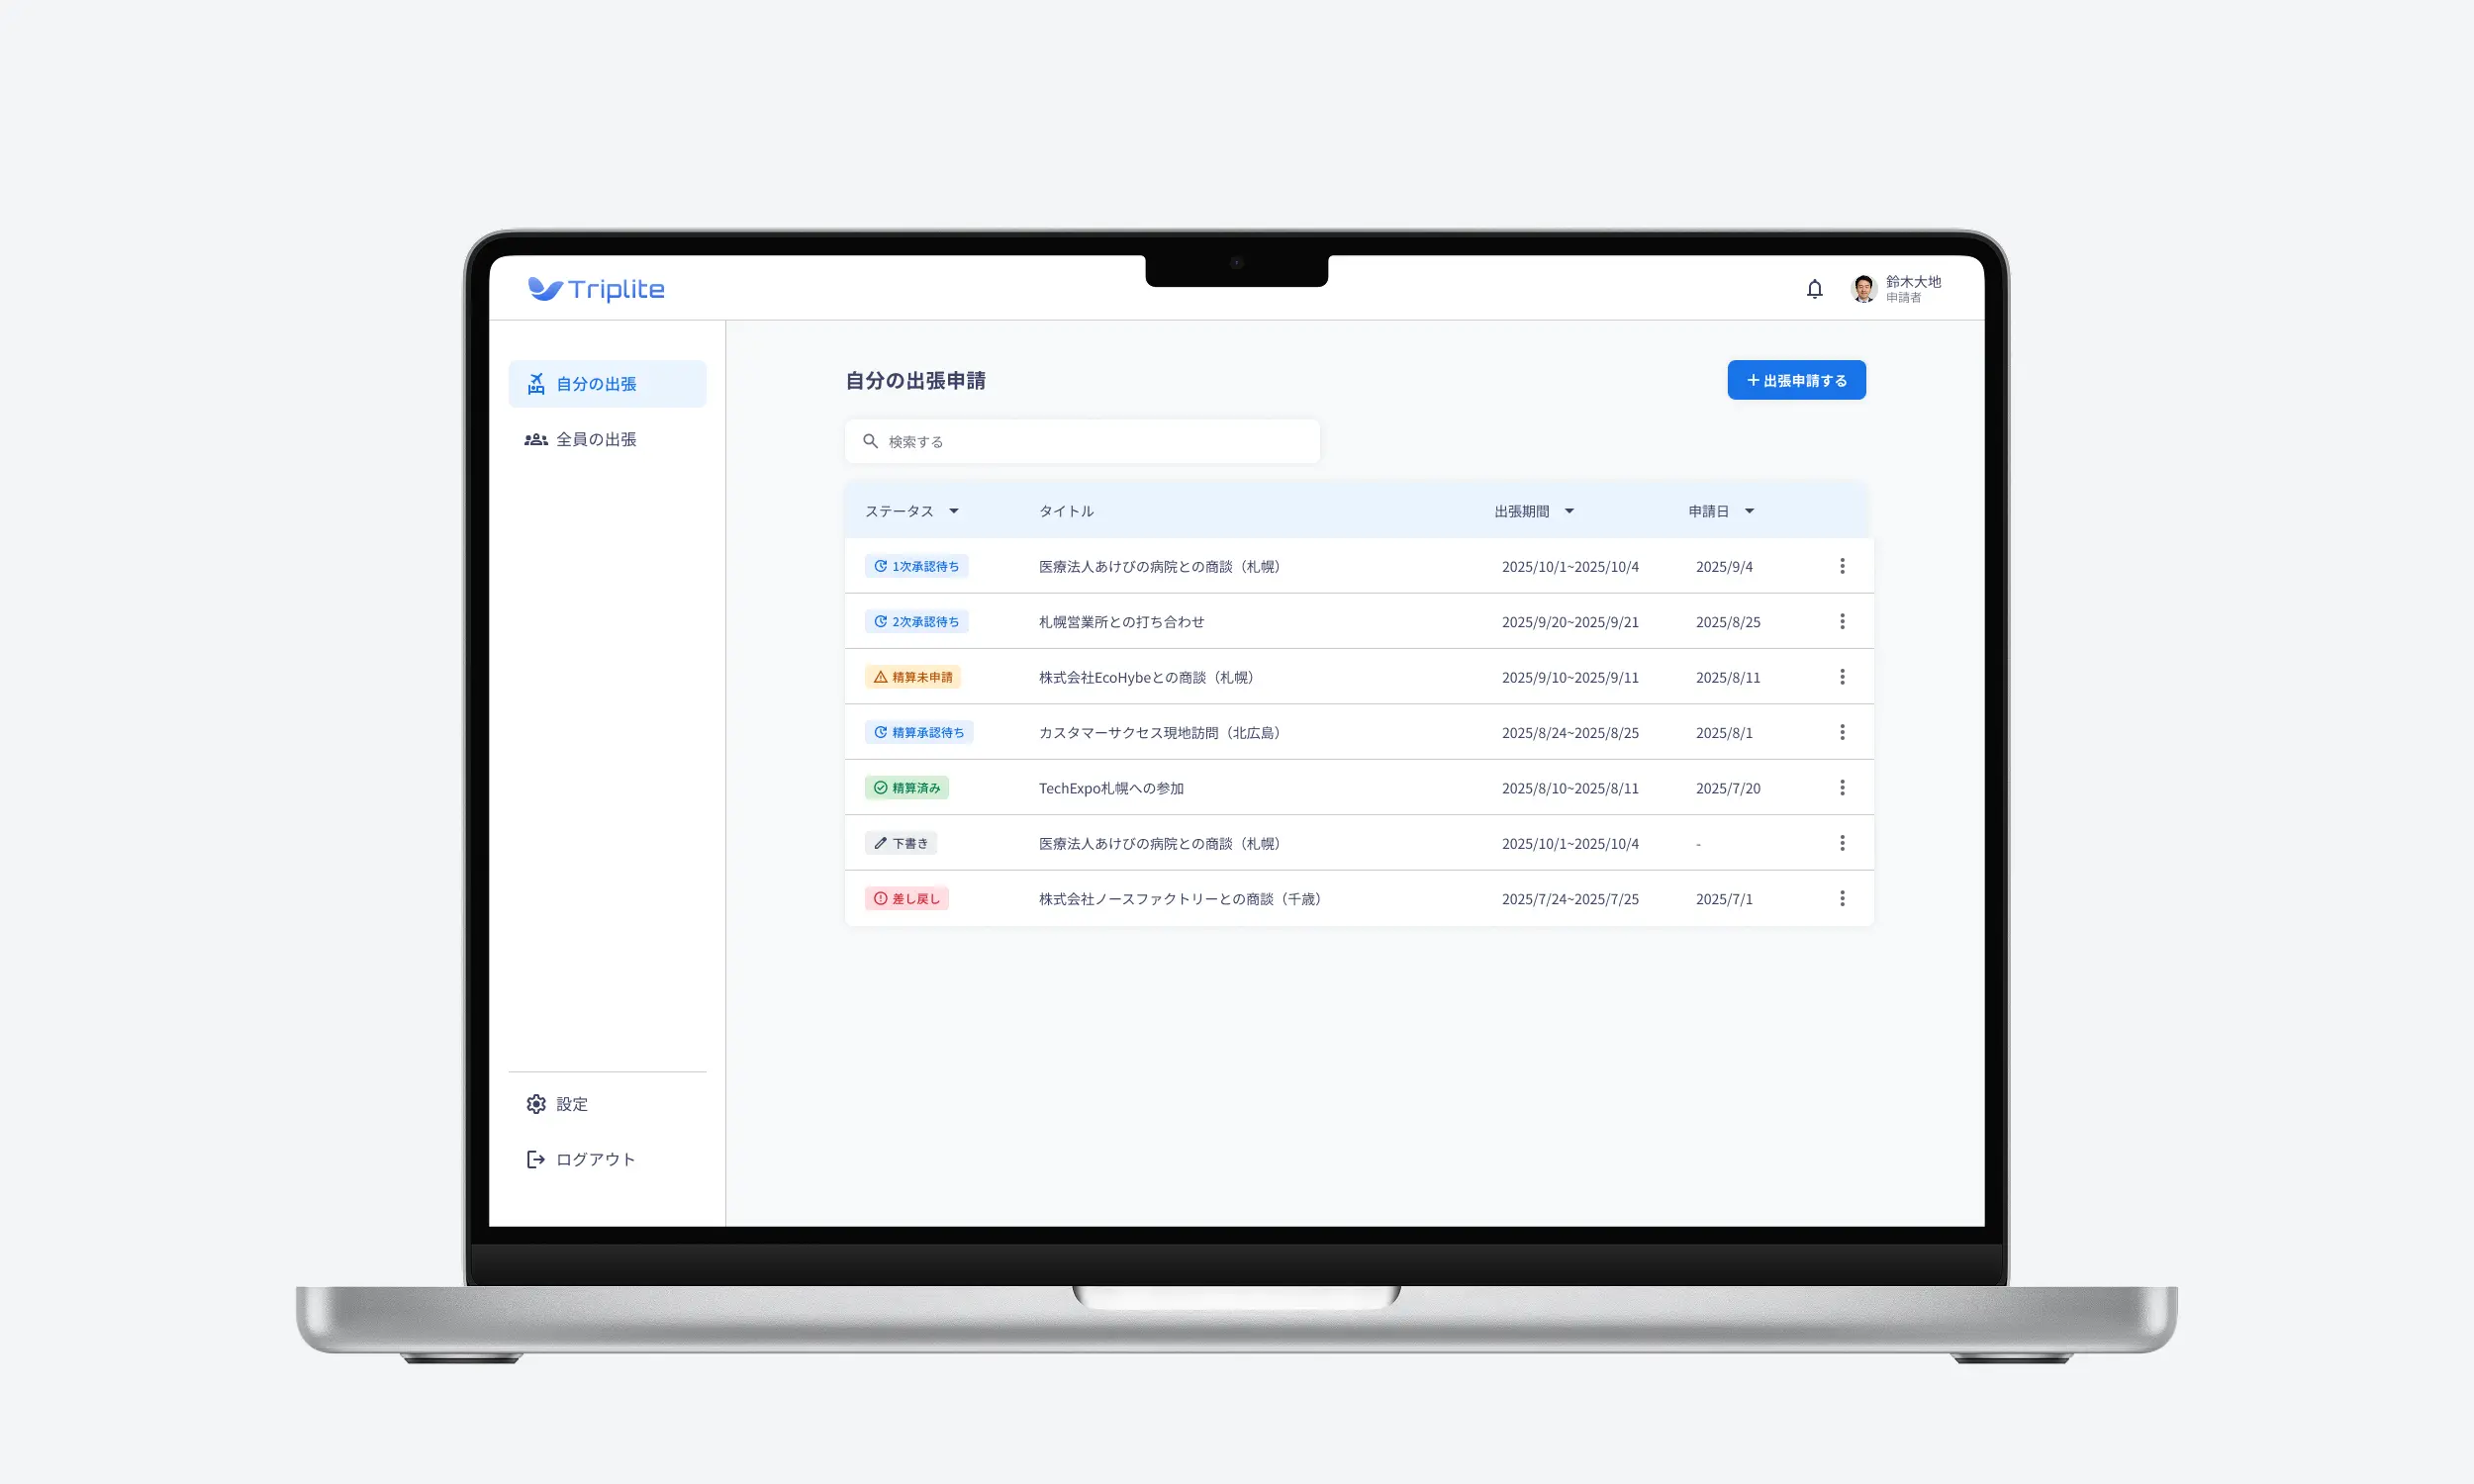 Triplite
鈴木大地
申請者
自分の出張
全員の出張
設定
ログアウト
自分の出張申請
出張申請する
検索する
ステータス タイトル 出張期間 申請日
1次承認待ち 医療法人あけびの病院との商談（札幌） 2025/10/1~2025/10/4 2025/9/4
2次承認待ち 札幌営業所との打ち合わせ 2025/9/20~2025/9/21 2025/8/25
精算未申請 株式会社EcoHybeとの商談（札幌） 2025/9/10~2025/9/11 2025/8/11
精算承認待ち カスタマーサクセス現地訪問（北広島） 2025/8/24~2025/8/25 2025/8/1
精算済み TechExpo札幌への参加 2025/8/10~2025/8/11 2025/7/20
下書き 医療法人あけびの病院との商談（札幌） 2025/10/1~2025/10/4 -
差し戻し 株式会社ノースファクトリーとの商談（千歳） 2025/7/24~2025/7/25 2025/7/1